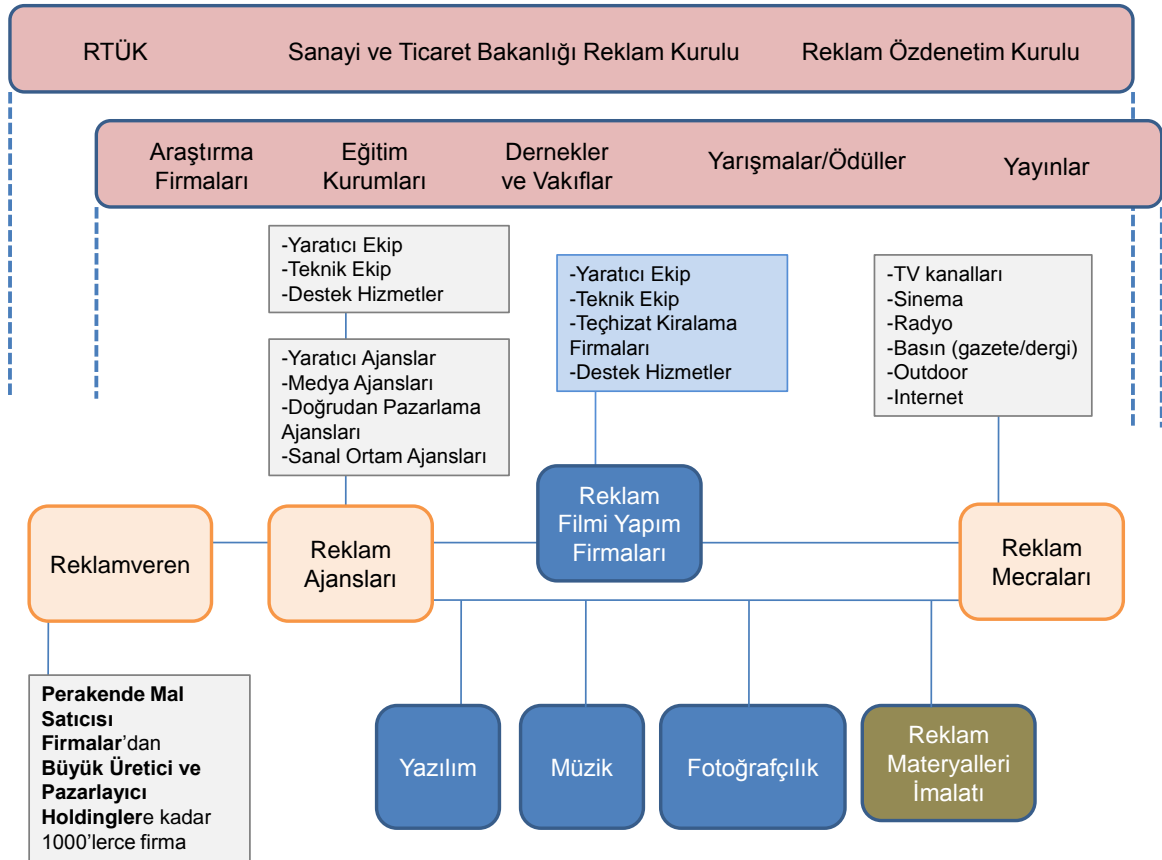 RTÜK
Sanayi ve Ticaret Bakanlığı Reklam Kurulu
Reklam Özdenetim Kurulu
Araştırma
Firmaları
Eğitim
Kurumları
Dernekler
ve Vakıflar
Yarışmalar/Ödüller
Yayınlar
-Yaratıcı Ekip
-Teknik Ekip
-Destek Hizmetler
-Yaratıcı Ekip
-Teknik Ekip
-Teçhizat Kiralama
Firmaları
-Destek Hizmetler
-TV kanalları
-Sinema
-Radyo
-Basın (gazete/dergi)
-Outdoor
-Internet
-Yaratıcı Ajanslar
-Medya Ajansları
-Doğrudan Pazarlama
Ajansları
-Sanal Ortam Ajansları
Reklamveren
Reklam
Ajansları
Reklam
Filmi Yapım
Firmaları
Reklam
Mecraları
Perakende Mal
Satıcısı
Firmalar’dan
Büyük Üretici ve
Pazarlayıcı
Holdinglere kadar
1000’lerce firma
Yazılım
Müzik
Fotoğrafçılık
Reklam
Materyalleri
İmalatı